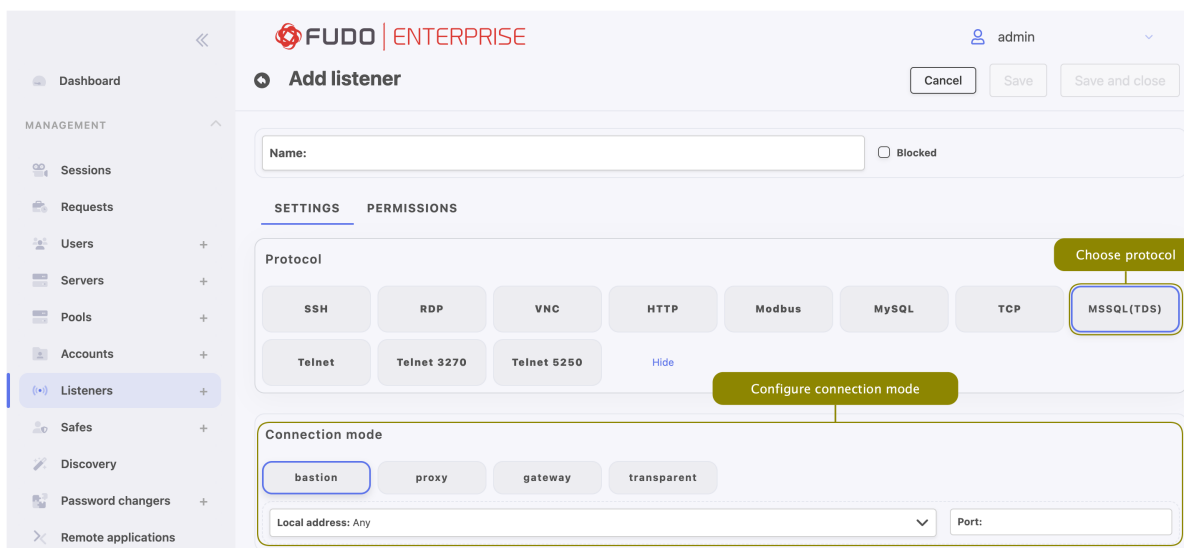 FUDO ENTERPRISE
admin
Add listener
Cancel
Save
Save and close
Dashboard
MANAGEMENT
Sessions
Requests
Users +
Servers +
Pools +
Accounts +
Listeners +
Safes +
Discovery
Password changers +
Remote applications
Name:
Blocked
SETTINGS PERMISSIONS
Protocol
Choose protocol
SSH RDP VNC HTTP Modbus MySQL TCP MSSQL(TDS)
Telnet Telnet 3270 Telnet 5250 Hide
Configure connection mode
Connection mode
bastion proxy gateway transparent
Local address: Any
Port: